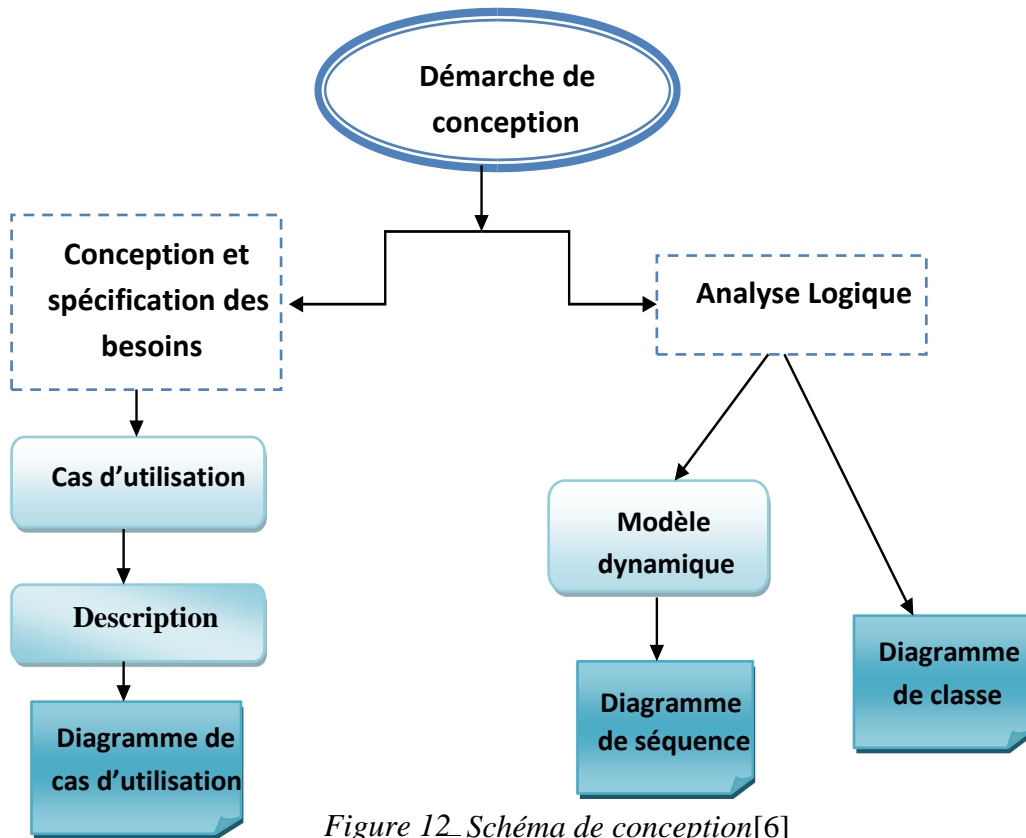 Démarche de
conception
Conception et
spécification des
besoins
Analyse Logique
Cas d’utilisation
Modèle
dynamique
Description
Diagramme
de classe
Diagramme
de séquence
Diagramme de
cas d’utilisation
Figure 12_ Schéma de conception[6]